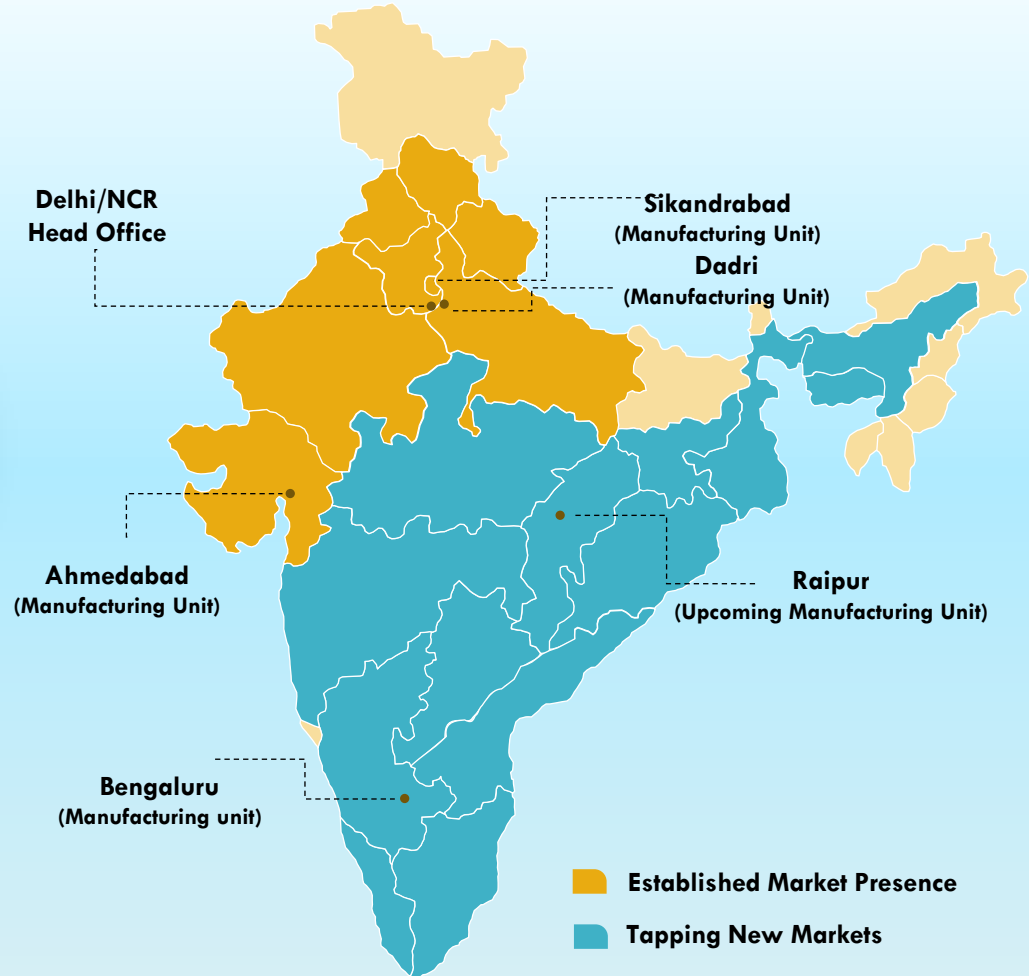 Delhi/NCR
Head Office
Sikandrabad
(Manufacturing Unit)
Dadri
(Manufacturing Unit)
Ahmedabad
(Manufacturing Unit)
Raipur
(Upcoming Manufacturing Unit)
Bengaluru
(Manufacturing unit)
Established Market Presence
Tapping New Markets